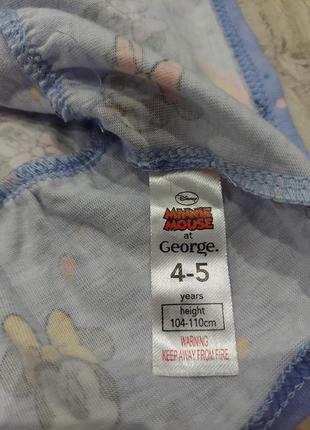 Disney
MINNIE
MOUSE
at
George.
4-5
years
height
104-110cm
WARNING
KEEP AWAY FROM FIRE